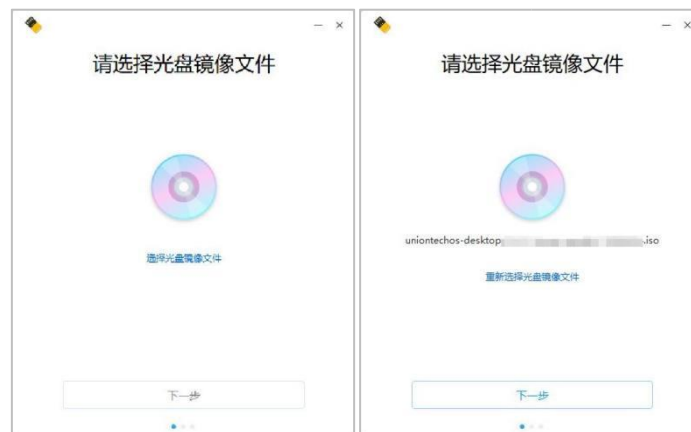 请选择光盘镜像文件
选择光盘镜像文件
下一步
请选择光盘镜像文件
uniontechos-desktop .iso
重新选择光盘镜像文件
下一步